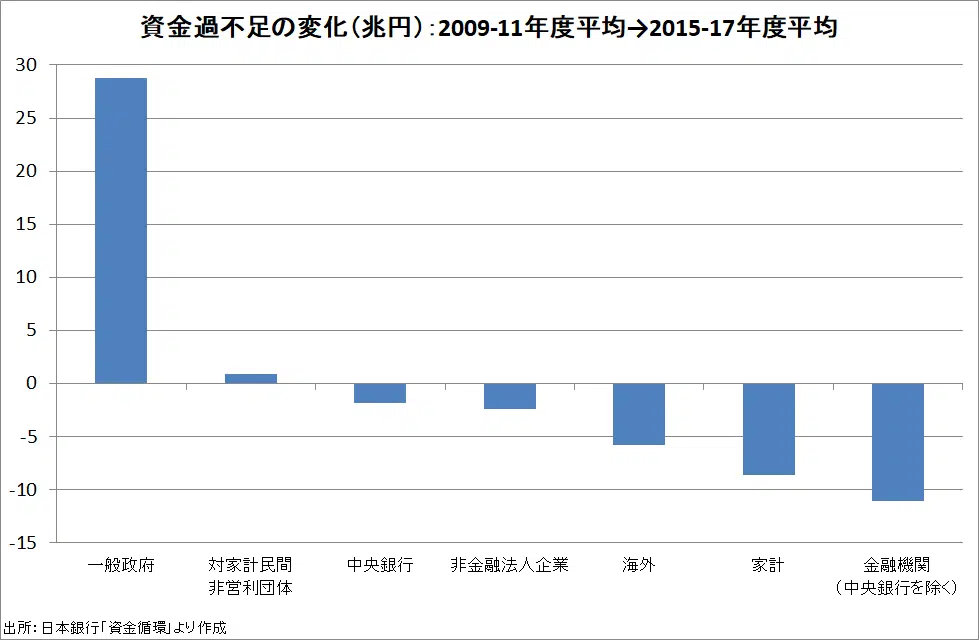 資金過不足の変化（兆円）：2009-11年度平均→2015-17年度平均
30
25
20
15
10
5
0
-5
-10
-15
一般政府
対家計民間
非営利団体
中央銀行
非金融法人企業
海外
家計
金融機関
（中央銀行を除く）
出所：日本銀行「資金循環」より作成